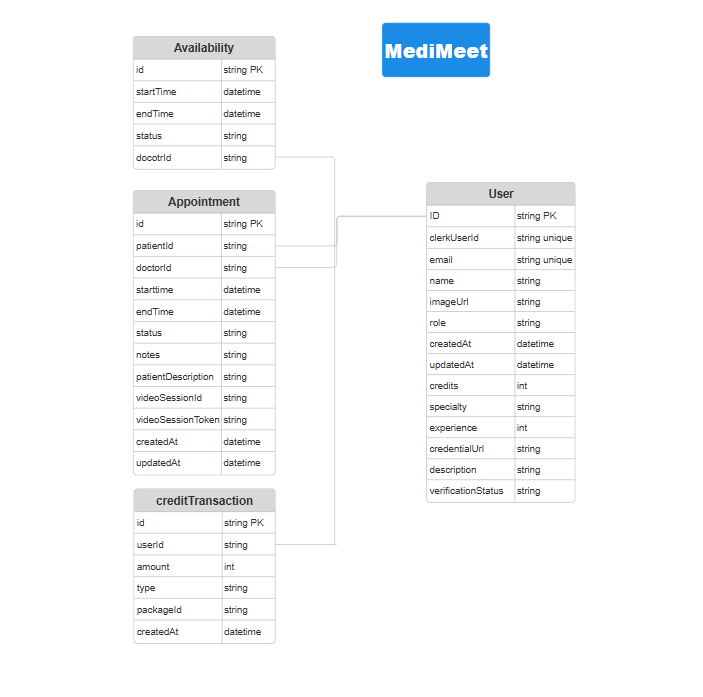 MediMeet
Availability
id string PK
startTime datetime
endTime datetime
status string
docotrId string
Appointment
id string PK
patientId string
doctorId string
starttime datetime
endTime datetime
status string
notes string
patientDescription string
videoSessionId string
videoSessionToken string
createdAt datetime
updatedAt datetime
creditTransaction
id string PK
userId string
amount int
type string
packageId string
createdAt datetime
User
ID string PK
clerkUserId string unique
email string unique
name string
imageUrl string
role string
createdAt datetime
updatedAt datetime
credits int
specialty string
experience int
credentialUrl string
description string
verificationStatus string